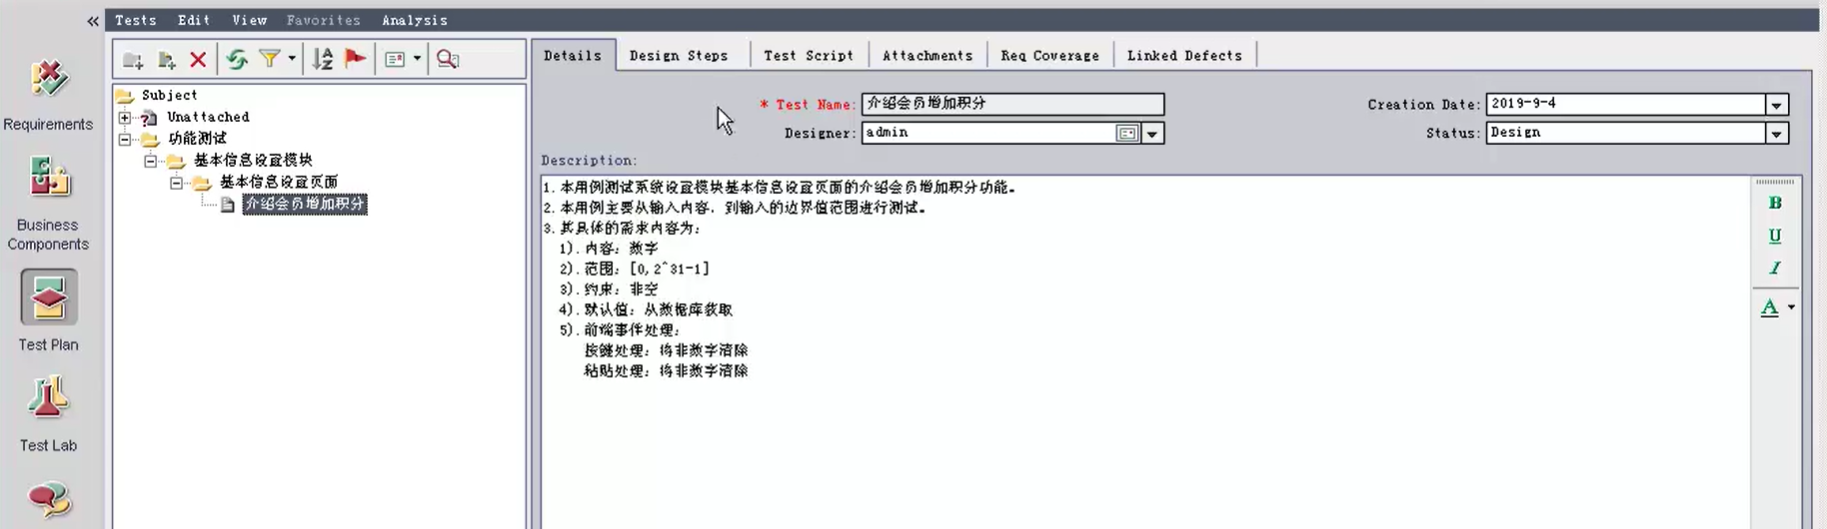 Tests Edit View Favorites Analysis
Requirements
Business
Components
Test Plan
Test Lab
Subject
Unattached
功能测试
基本信息设置模块
基本信息设置页面
介绍会员增加积分
Details Design Steps Test Script Attachments Req Coverage Linked Defects
* Test Name: 介绍会员增加积分
Creation Date: 2019-9-4
Designer: admin
Status: Design
Description:
1. 本用例测试系统设置模块基本信息设置页面的介绍会员增加积分功能。
2. 本用例主要从输入内容、到输入的边界值范围进行测试。
3. 其具体的需求内容为：
1). 内容：数字
2). 范围：[0,2^31-1]
3). 约束：非空
4). 默认值：从数据库获取
5). 前端事件处理：
按键处理：将非数字清除
粘贴处理：将非数字清除
B
U
I
A